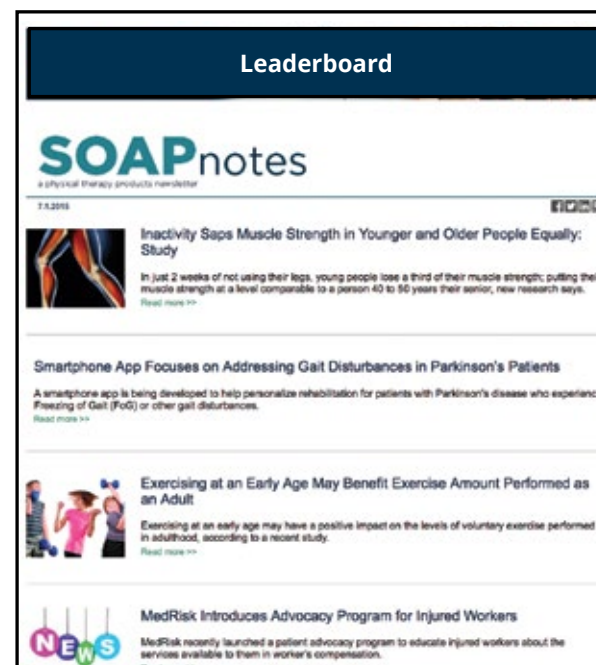 Leaderboard
SOAPnotes
a physical therapy products newsletter
7.1.2015
Inactivity Saps Muscle Strength in Younger and Older People Equally:
Study
In just 2 weeks of not using their legs, young people lose a third of their muscle strength; putting
muscle strength at a level comparable to a person 40 to 50 years their senior, new research says.
Read more >>
Smartphone App Focuses on Addressing Gait Disturbances in Parkinson's Patients
A smartphone app is being developed to help personalize rehabilitation for patients with Parkinson's disease who
Freezing of Gait (FoG) or other gait disturbances.
Read more >>
Exercising at an Early Age May Benefit Exercise Amount Performed as
an Adult
Exercising at an early age may have a positive impact on the levels of voluntary exercise performed
in adulthood, according to a recent study.
Read more >>
NEWS
MedRisk Introduces Advocacy Program for Injured Workers
MedRisk recently launched a patient advocacy program to educate injured workers about the
services available to them in worker's compensation.